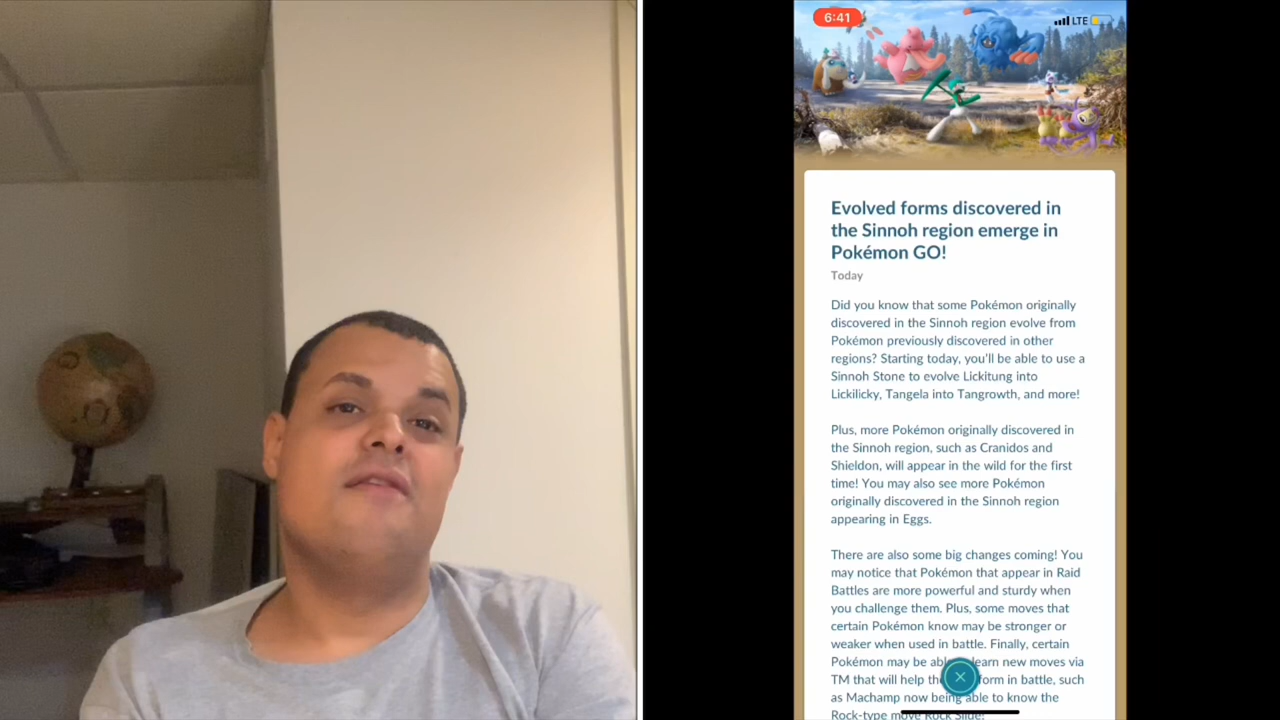 6:41
LTE
Evolved forms discovered in
the Sinnoh region emerge in
Pokémon GO!
Today
Did you know that some Pokémon originally
discovered in the Sinnoh region evolve from
Pokémon previously discovered in other
regions? Starting today, you'll be able to use a
Sinnoh Stone to evolve Lickitung into
Lickilicky, Tangela into Tangrowth, and more!
Plus, more Pokémon originally discovered in
the Sinnoh region, such as Cranidos and
Shieldon, will appear in the wild for the first
time! You may also see more Pokémon
originally discovered in the Sinnoh region
appearing in Eggs.
There are also some big changes coming! You
may notice that Pokémon that appear in Raid
Battles are more powerful and sturdy when
you challenge them. Plus, some moves that
certain Pokémon know may be stronger or
weaker when used in battle. Finally, certain
Pokémon may be learn new moves via
TM that will help in battle, such
as Machamp now being able to know the
Rock-type move Rock Slide!